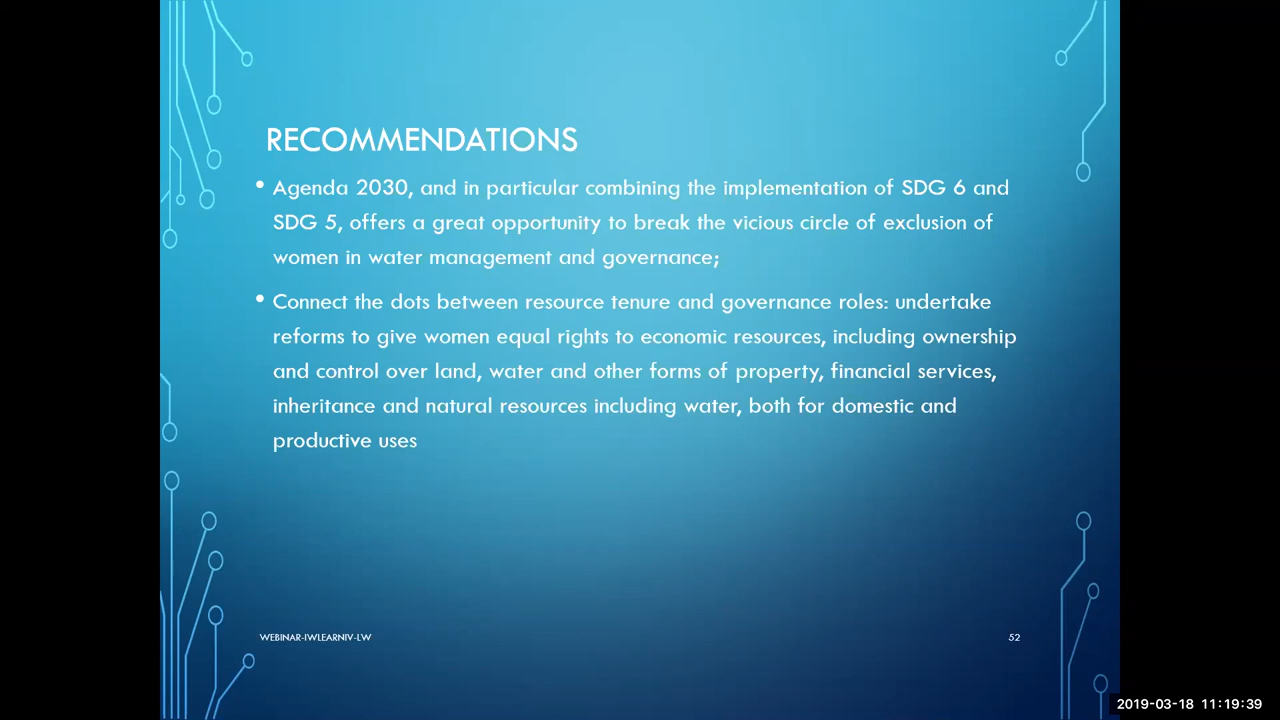 RECOMMENDATIONS
• Agenda 2030, and in particular combining the implementation of SDG 6 and
SDG 5, offers a great opportunity to break the vicious circle of exclusion of
women in water management and governance;
• Connect the dots between resource tenure and governance roles: undertake
reforms to give women equal rights to economic resources, including ownership
and control over land, water and other forms of property, financial services,
inheritance and natural resources including water, both for domestic and
productive uses
WEBINAR-IWLEARNIV-LW
52
2019-03-18 11:19:39